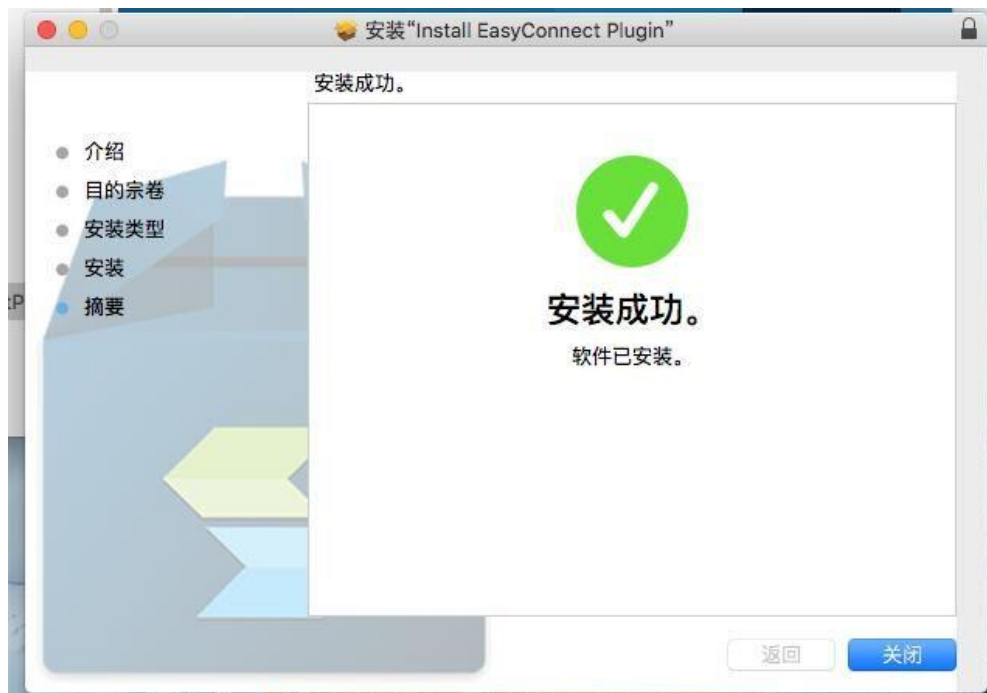 安装“Install EasyConnect Plugin”
安装成功。
介绍
目的宗卷
安装类型
安装
摘要
安装成功。
软件已安装。
返回
关闭